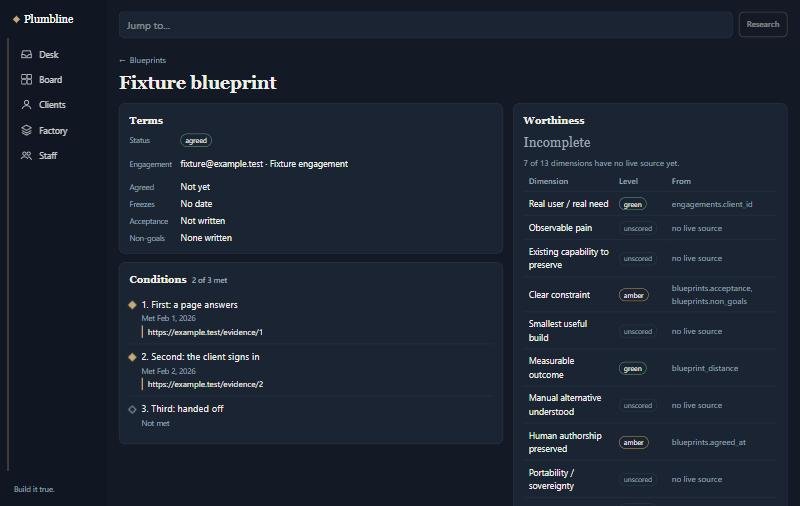 Plumbline
Jump to...
Research
Desk
Board
Clients
Factory
Staff
Build it true.
← Blueprints
Fixture blueprint
Terms
Status agreed
Engagement fixture@example.test - Fixture engagement
Agreed Not yet
Freezes No date
Acceptance Not written
Non-goals None written
Conditions 2 of 3 met
1. First: a page answers
Met Feb 1, 2026
https://example.test/evidence/1
2. Second: the client signs in
Met Feb 2, 2026
https://example.test/evidence/2
3. Third: handed off
Not met
Worthiness
Incomplete
7 of 13 dimensions have no live source yet.
Dimension Level From
Real user / real need green engagements.client_id
Observable pain unscored no live source
Existing capability to
preserve
unscored no live source
Clear constraint amber
blueprints.acceptance,
blueprints.non_goals
Smallest useful
build
unscored no live source
Measurable
outcome
green blueprint_distance
Manual alternative
understood
unscored no live source
Human authorship
preserved
amber blueprints.agreed_at
Portability /
sovereignty
unscored no live source